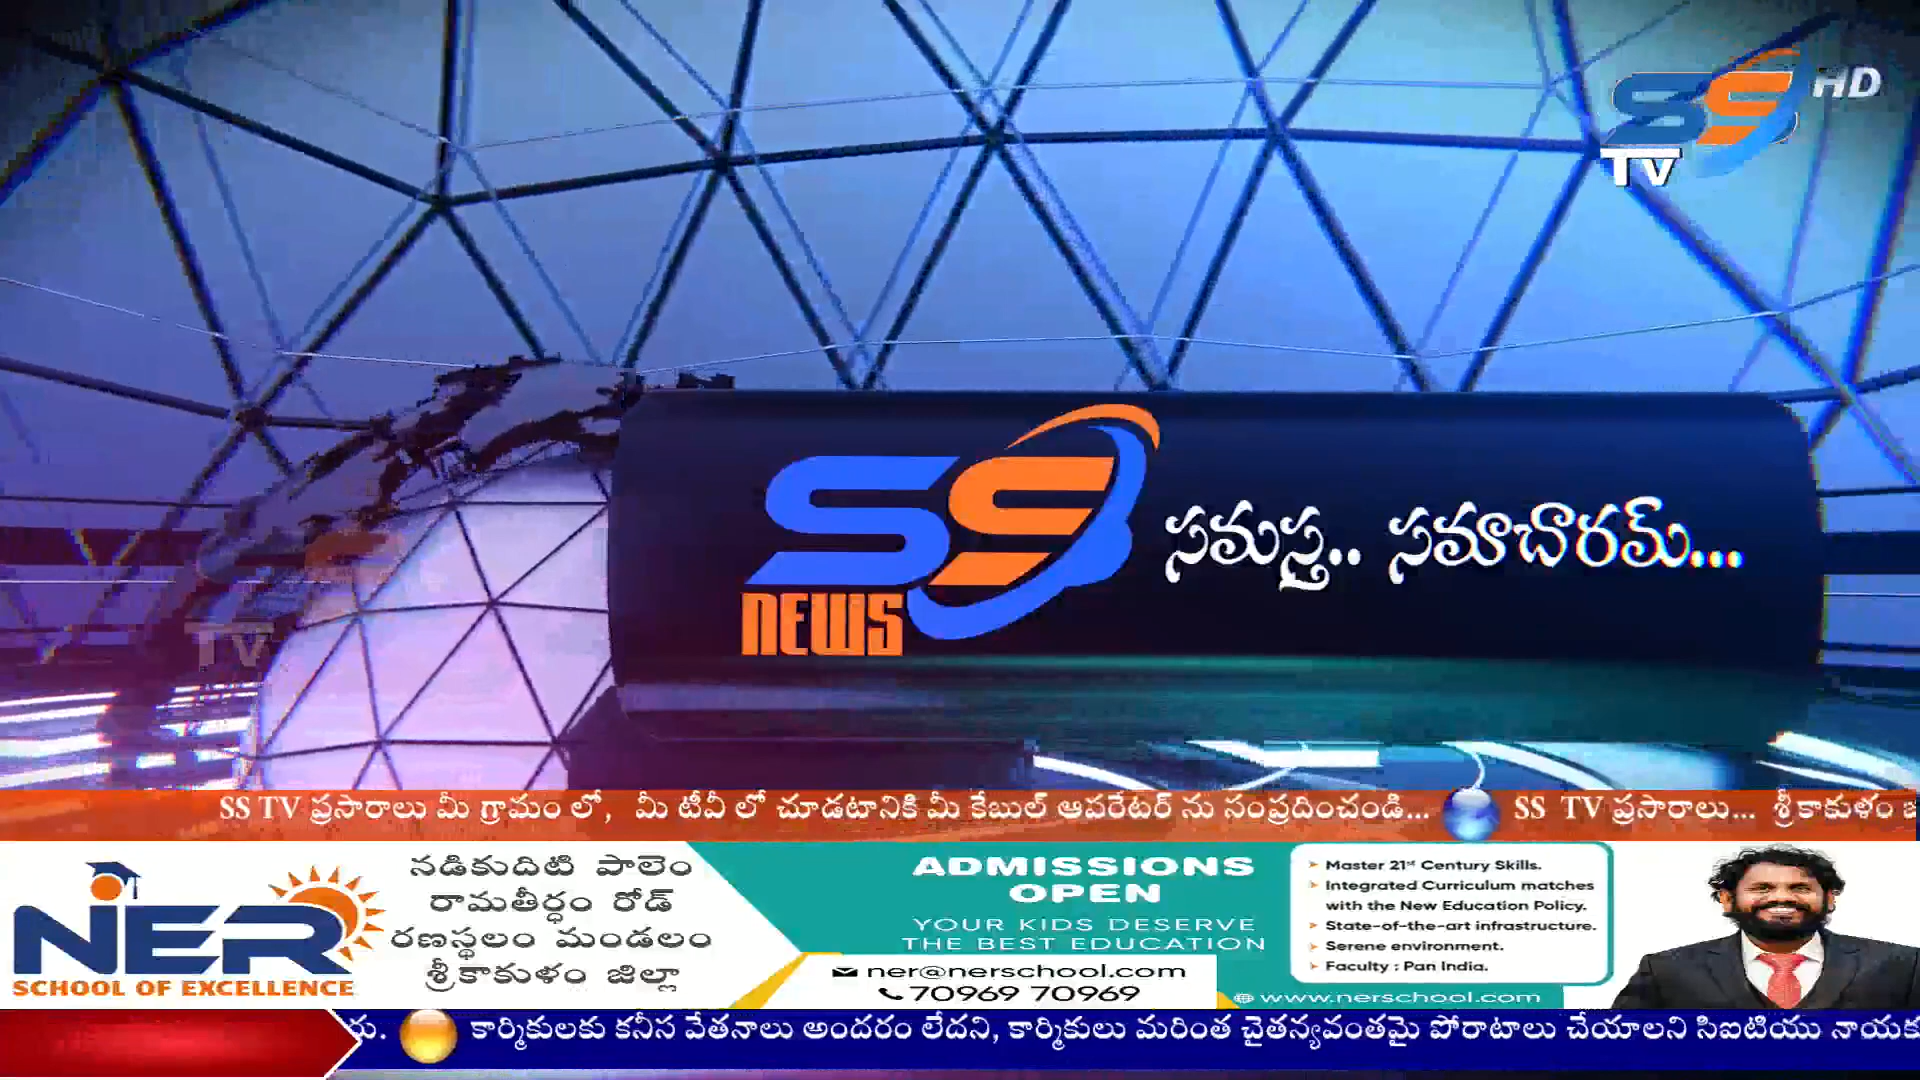 SS HD
TV
SS
NEWS
సమస్త.. సమాచారమ్...
TV
SS TV ప్రసారాలు మీ గ్రామం లో, మీ టీవీ లో చూడటానికి మీ కేబుల్ ఆపరేటర్ ను సంప్రదించండి... SS TV ప్రసారాలు... శ్రీకాకుళం
NER
SCHOOL OF EXCELLENCE
నడికుదిటి పాలెం
రామతీర్థం రోడ్
రణస్థలం మండలం
శ్రీకాకుళం జిల్లా
ADMISSIONS
OPEN
YOUR KIDS DESERVE
THE BEST EDUCATION
ner@nerschool.com
70969 70969
Master 21st Century Skills.
Integrated Curriculum matches
with the New Education Policy.
State-of-the-art infrastructure.
Serene environment.
Faculty : Pan India.
www.nerschool.com
కార్మికులకు కనీస వేతనాలు అందరం లేదని, కార్మికులు మరింత చైతన్యవంతమై పోరాటాలు చేయాలని సిఐటియు నాయకు